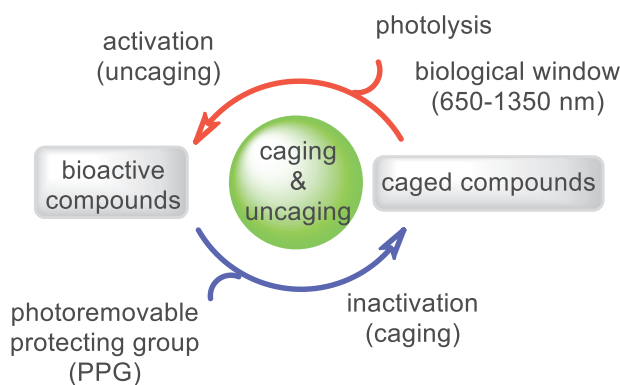 photolysis
activation
(uncaging)
biological window
(650-1350 nm)
bioactive
compounds
caging
&
uncaging
caged compounds
photoremovable
protecting group
(PPG)
inactivation
(caging)